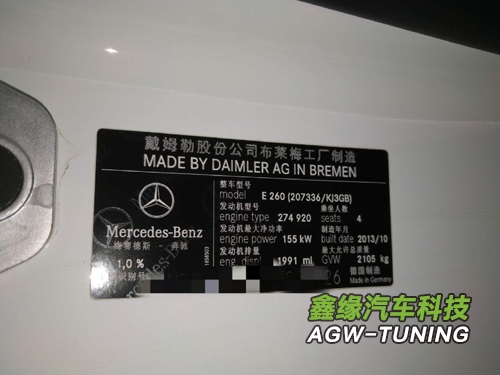 戴姆勒股份公司布莱梅工厂制造
MADE BY DAIMLER AG IN BREMEN
整车型号
model E 260 (207336/KJ3GB)
发动机型号 乘坐人数
engine type 274 920 seats 4
发动机最大净功率 制造年月
engine power 155 kW built date 2013/10
发动机排量 最大允许总质量
eng. displ 1991 ml GVW 2105 kg
Mercedes-Benz
梅赛德斯-奔驰
1,0 %
识别号
德国制造
Made in Germany
鑫缘汽车科技
AGW-TUNING